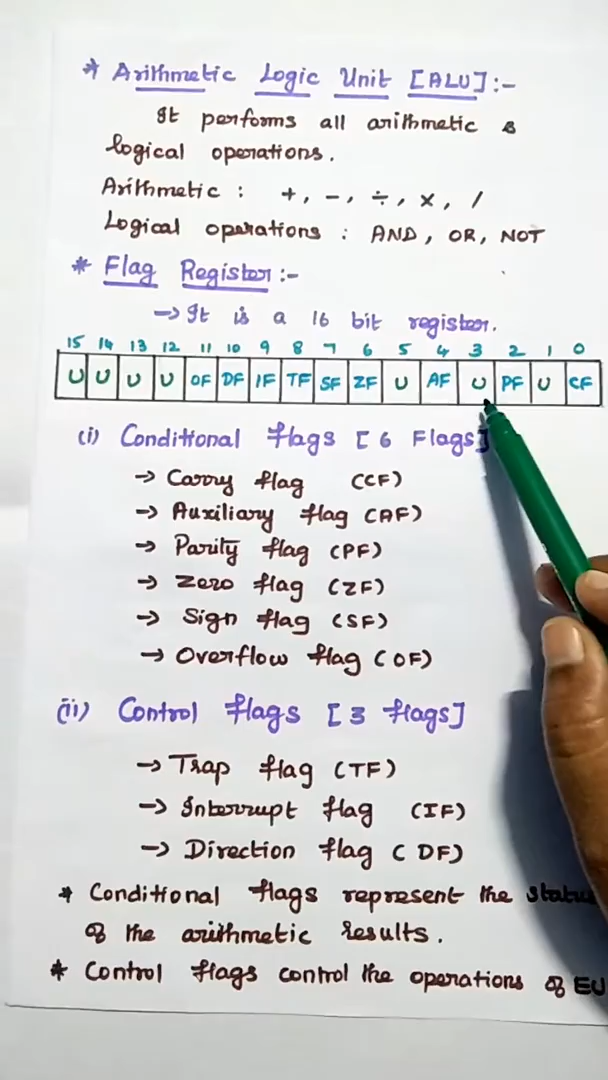 * Arithmetic Logic Unit [ALU]:-
It performs all arithmetic &
logical operations.
Arithmetic : +, -, ÷, ×, /
Logical operations : AND, OR, NOT
* Flag Register:-
→ It is a 16 bit register.
15 14 13 12 11 10 9 8 7 6 5 4 3 2 1 0
U U U U OF DF IF TF SF ZF U AF U PF U CF
(i) Conditional flags [6 Flags]
→ Carry flag (CF)
→ Auxiliary flag (AF)
→ Parity flag (PF)
→ Zero flag (ZF)
→ Sign flag (SF)
→ Overflow flag (OF)
(ii) Control flags [3 flags]
→ Trap flag (TF)
→ Interrupt flag (IF)
→ Direction flag (DF)
* Conditional flags represent the status
of the arithmetic results.
* Control flags control the operations of EU